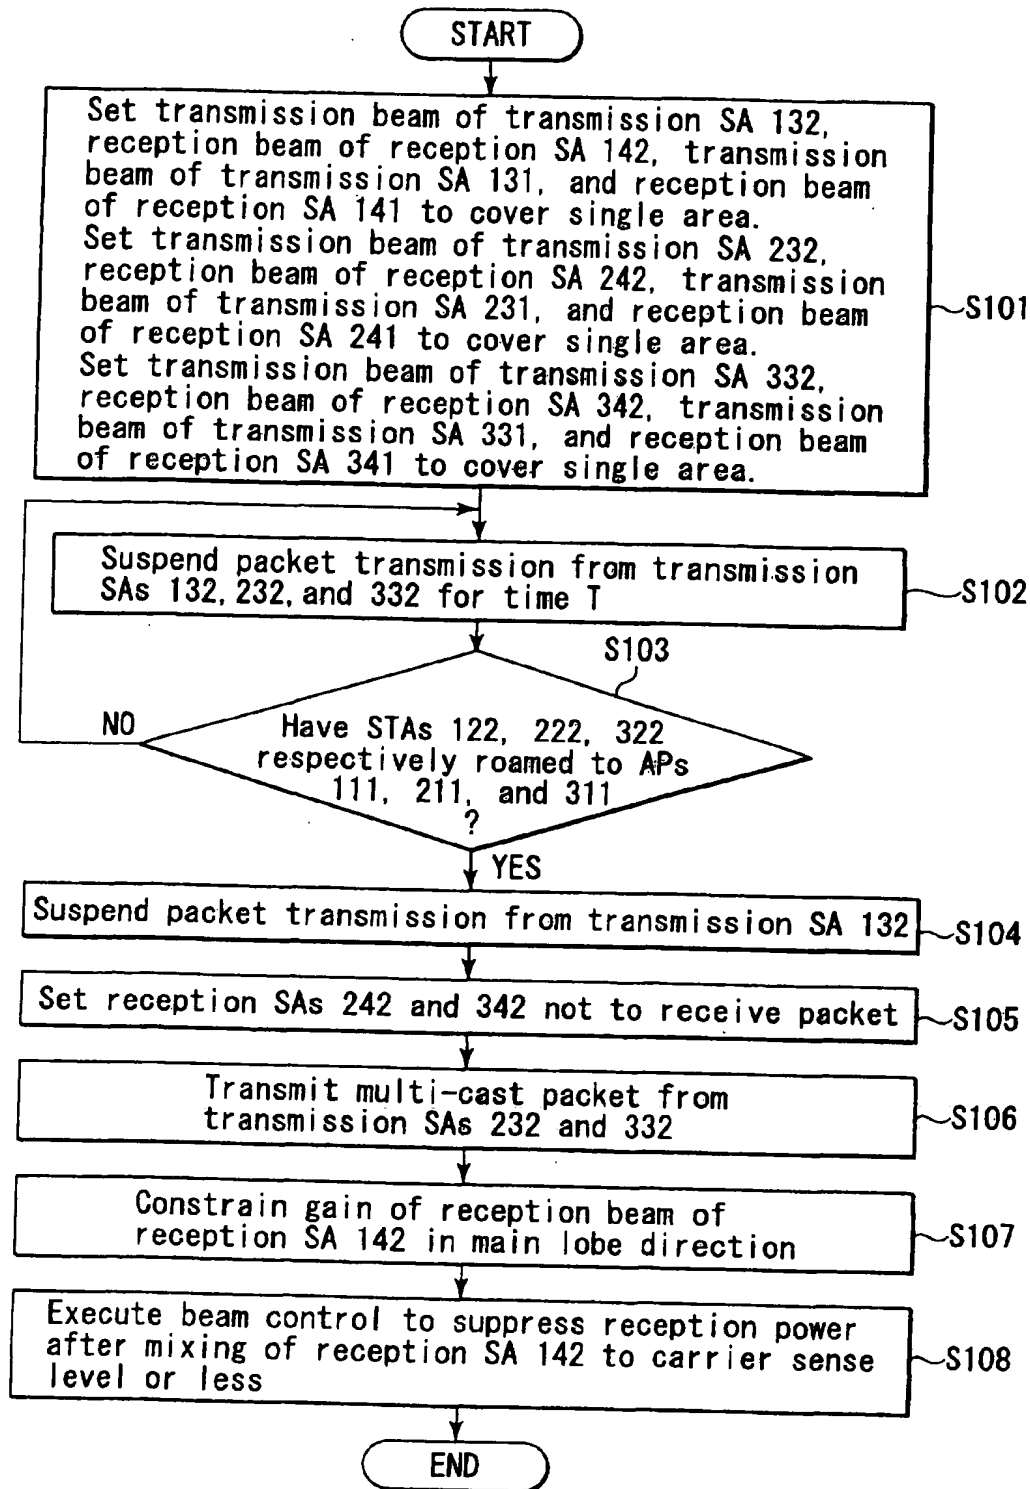 START
Set transmission beam of transmission SA 132,
reception beam of reception SA 142, transmission
beam of transmission SA 131, and reception beam
of reception SA 141 to cover single area.
Set transmission beam of transmission SA 232,
reception beam of reception SA 242, transmission
beam of transmission SA 231, and reception beam
of reception SA 241 to cover single area.
Set transmission beam of transmission SA 332,
reception beam of reception SA 342, transmission
beam of transmission SA 331, and reception beam
of reception SA 341 to cover single area.
S101
Suspend packet transmission from transmission
SAs 132, 232, and 332 for time T
S102
S103
NO
Have STAs 122, 222, 322
respectively roamed to APs
111, 211, and 311
?
YES
Suspend packet transmission from transmission SA 132
S104
Set reception SAs 242 and 342 not to receive packet
S105
Transmit multi-cast packet from
transmission SAs 232 and 332
S106
Constrain gain of reception beam of
reception SA 142 in main lobe direction
S107
Execute beam control to suppress reception power
after mixing of reception SA 142 to carrier sense
level or less
S108
END